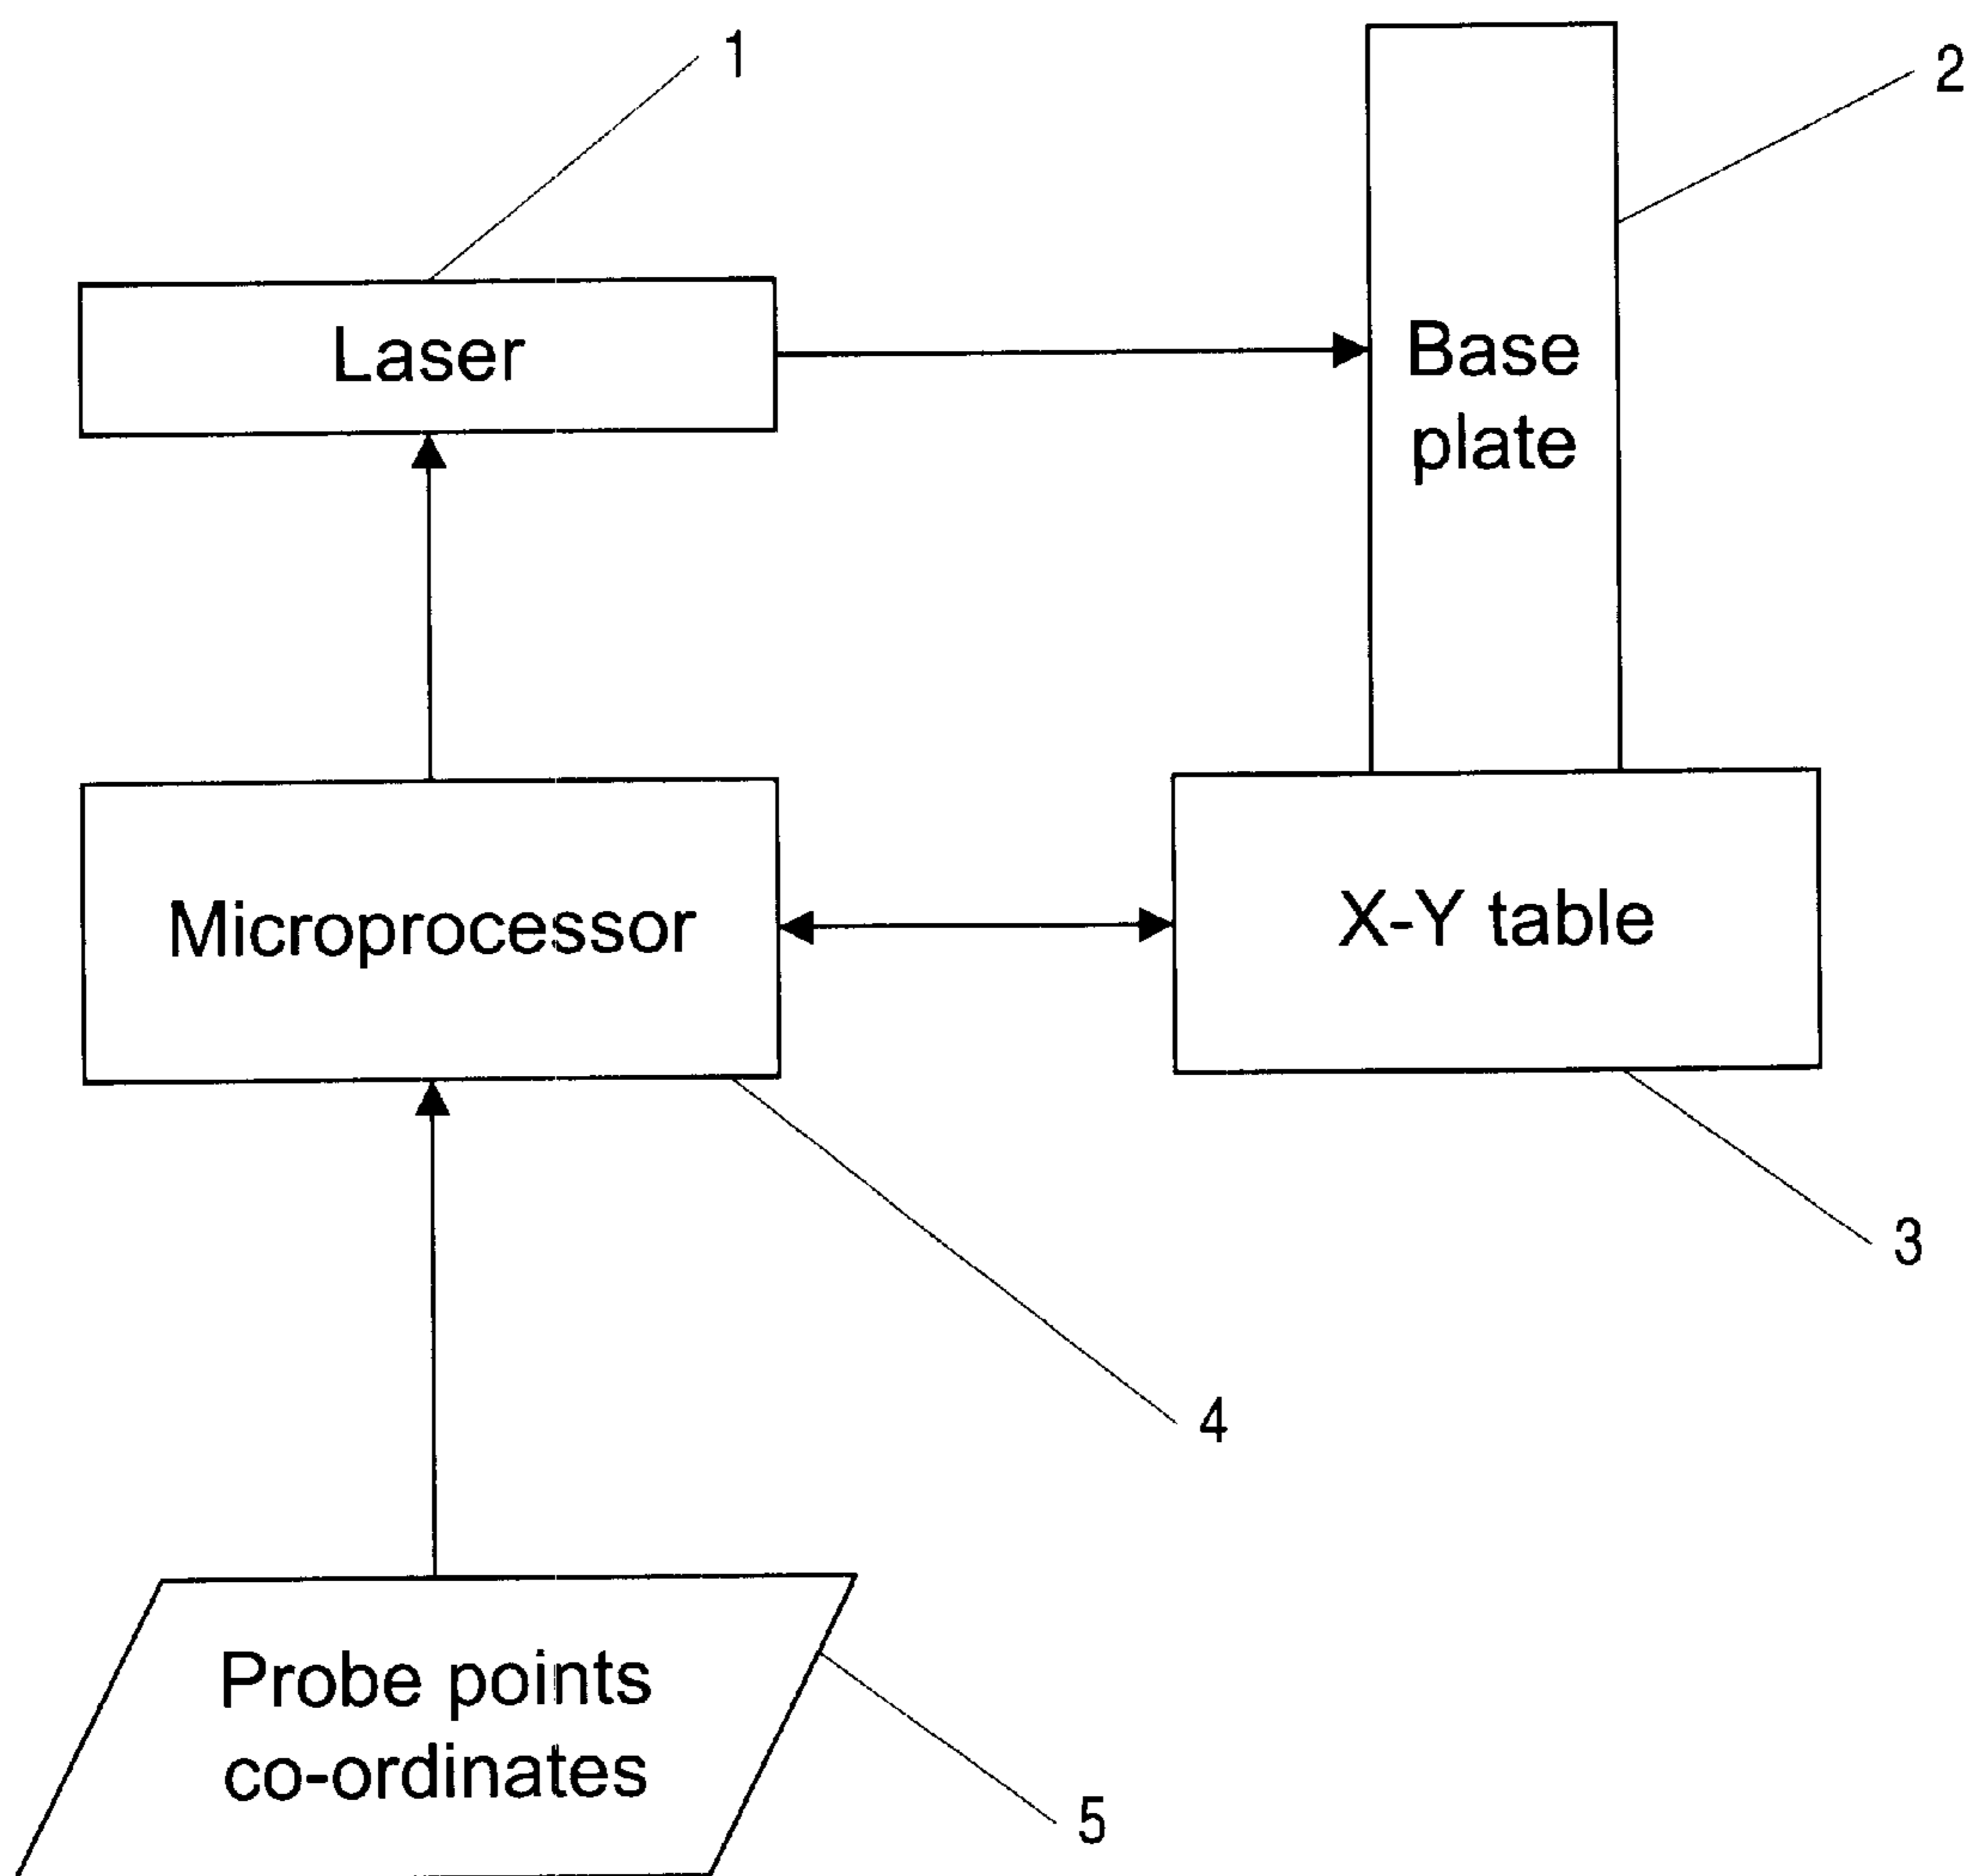 1
2
Laser
Base
plate
Microprocessor
X-Y table
3
4
Probe points
co-ordinates
5